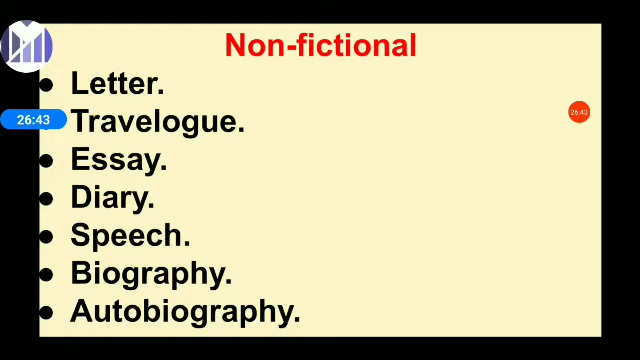 Non-fictional
● Letter.
26:43 Travelogue. 26:43
● Essay.
● Diary.
● Speech.
● Biography.
● Autobiography.